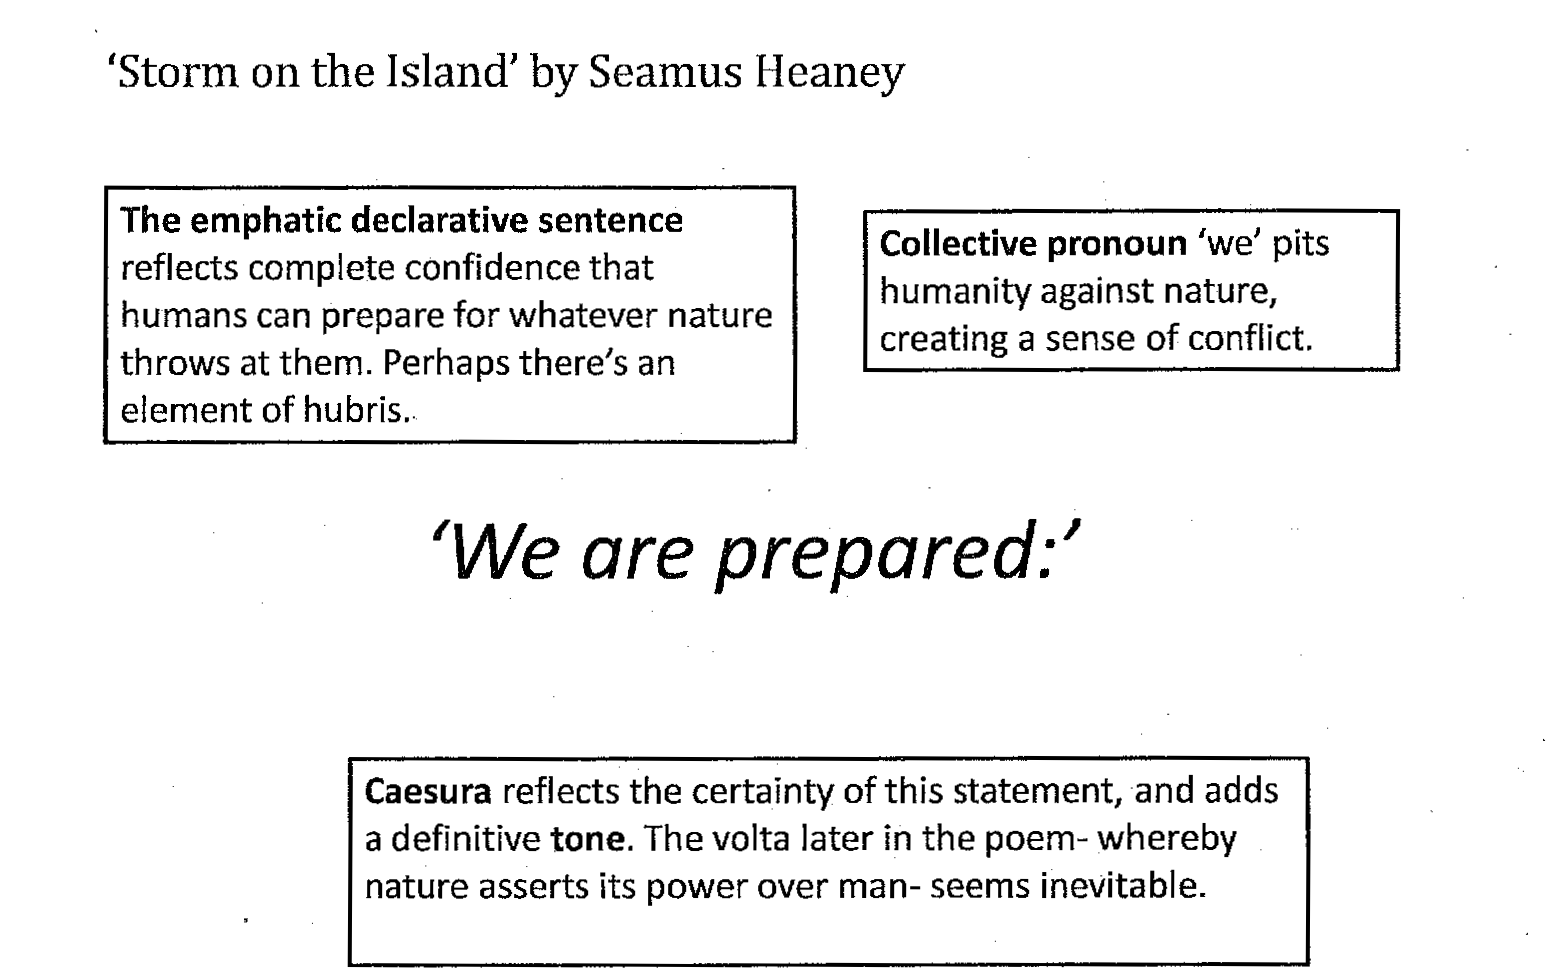 ‘Storm on the Island’ by Seamus Heaney
The emphatic declarative sentence
reflects complete confidence that
humans can prepare for whatever nature
throws at them. Perhaps there’s an
element of hubris.
Collective pronoun ‘we’ pits
humanity against nature,
creating a sense of conflict.
‘We are prepared:’
Caesura reflects the certainty of this statement, and adds
a definitive tone. The volta later in the poem- whereby
nature asserts its power over man- seems inevitable.